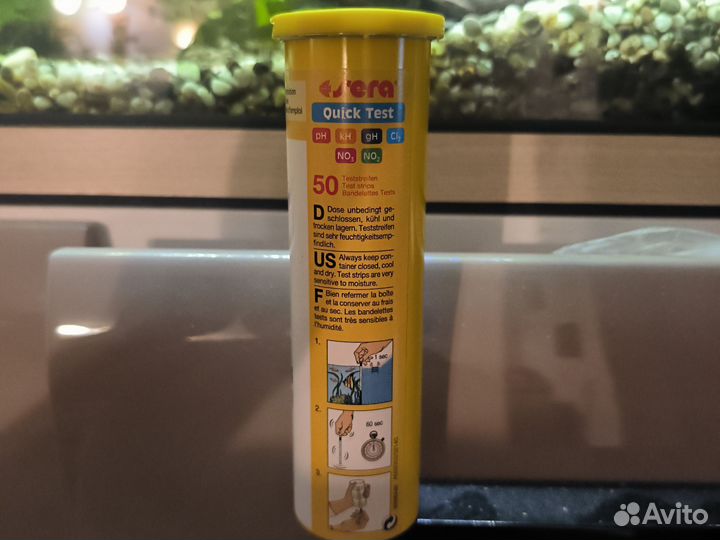 sera
Quick Test
pH kH gH Cl₂
NO₃ NO₂
50 Teststreifen
Test strips
Bandelettes Tests
D Dose unbedingt ge-
schlossen, kühl und
trocken lagern. Teststreifen
sind sehr feuchtigkeitsemp-
findlich.
US Always keep con-
tainer closed, cool
and dry. Test strips are very
sensitive to moisture.
F Bien refermer la boîte
et la conserver au frais
et au sec. Les bandelettes
tests sont très sensibles à
l'humidité.
1.
1 sec
2.
60 sec
3.
Avito